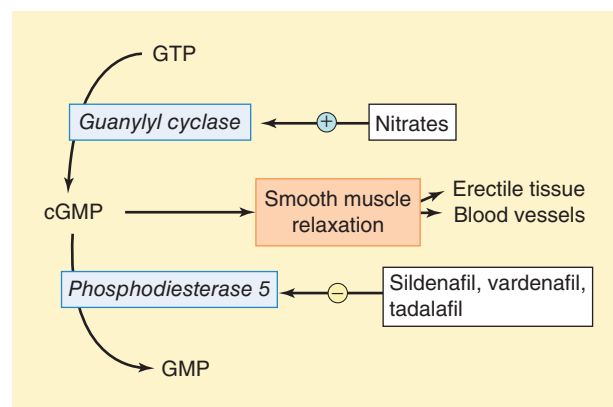 GTP
Guanylyl cyclase
+
Nitrates
cGMP
Smooth muscle
relaxation
Erectile tissue
Blood vessels
Phosphodiesterase 5
−
Sildenafil, vardenafil,
tadalafil
GMP